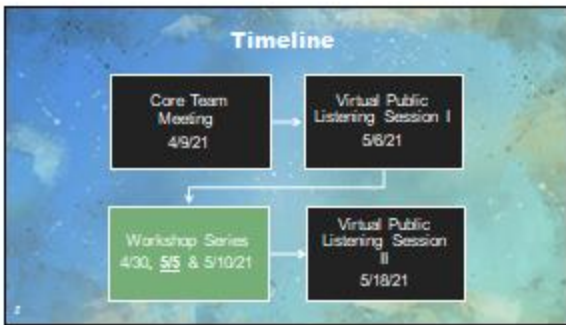 Timeline
Core Team
Meeting
4/9/21
Virtual Public
Listening Session I
5/6/21
Workshop Series
4/30, 5/5 & 5/10/21
Virtual Public
Listening Session
II
5/18/21
2